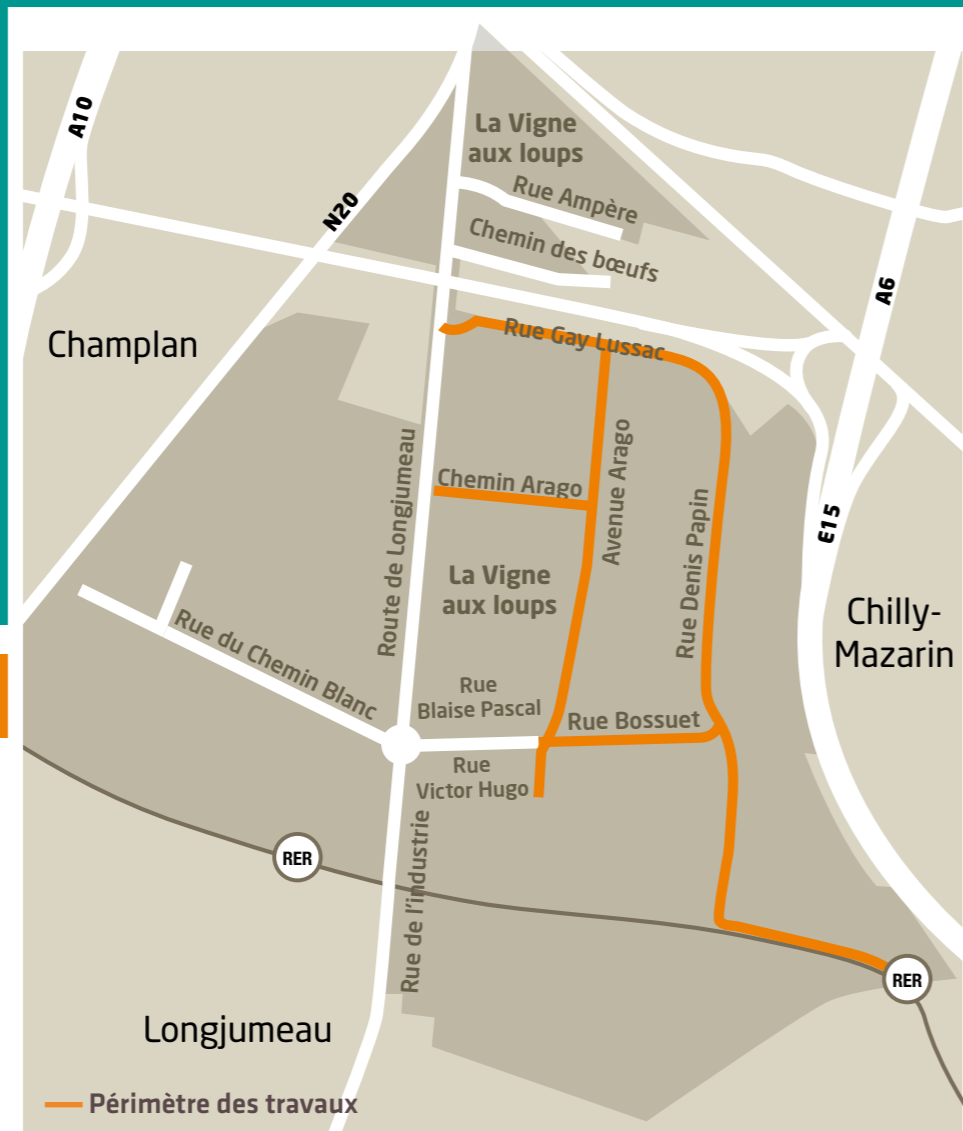 A10
N20
La Vigne
aux loups
Rue Ampère
Chemin des bœufs
A6
Champlan
Rue Gay Lussac
Route de Longjumeau
Chemin Arago
Avenue Arago
Rue Denis Papin
E15
La Vigne
aux loups
Chilly-
Mazarin
Rue du Chemin Blanc
Rue
Blaise Pascal
Rue Bossuet
Rue
Victor Hugo
RER
Rue de l'industrie
RER
Longjumeau
Périmètre des travaux